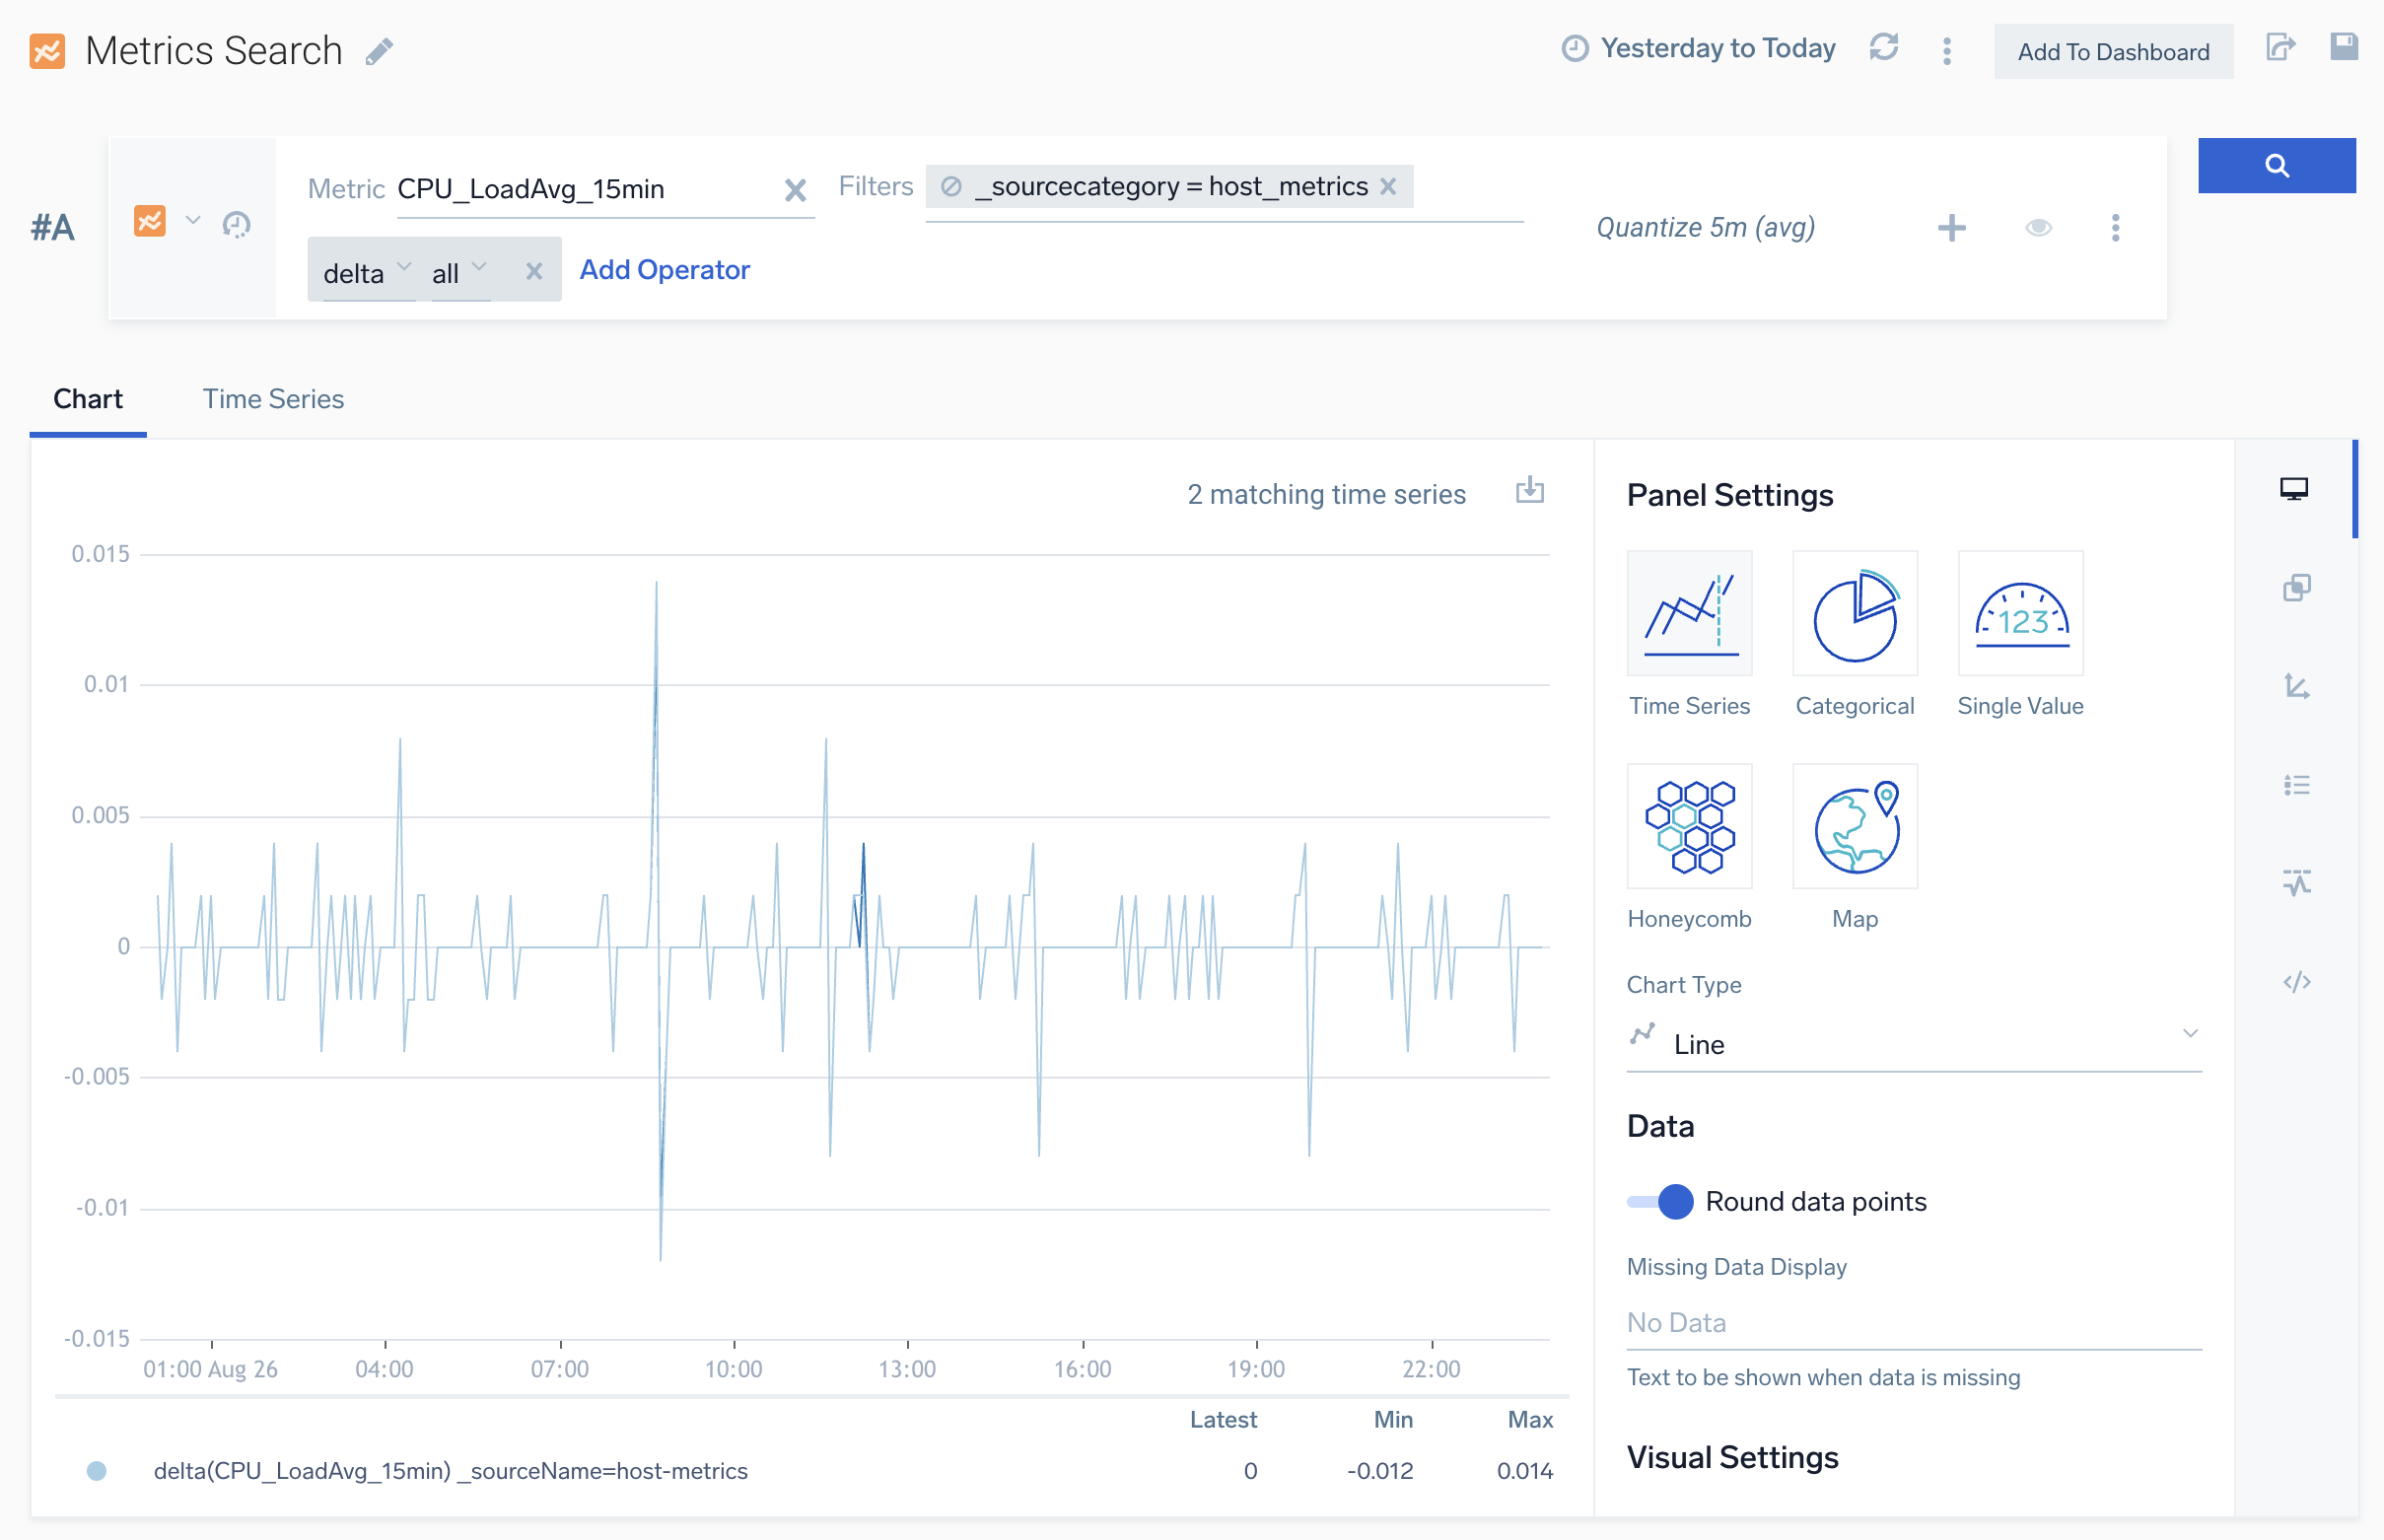 Metrics Search
Yesterday to Today
Add To Dashboard
#A
Metric CPU_LoadAvg_15min
Filters _sourcecategory = host_metrics
Quantize 5m (avg)
delta all Add Operator
Chart Time Series
2 matching time series
0.015
0.01
0.005
0
-0.005
-0.01
-0.015
01:00 Aug 26 04:00 07:00 10:00 13:00 16:00 19:00 22:00
Latest Min Max
delta(CPU_LoadAvg_15min) _sourceName=host-metrics 0 -0.012 0.014
Panel Settings
123
Time Series Categorical Single Value
Honeycomb Map
Chart Type
Line
Data
Round data points
Missing Data Display
No Data
Text to be shown when data is missing
Visual Settings